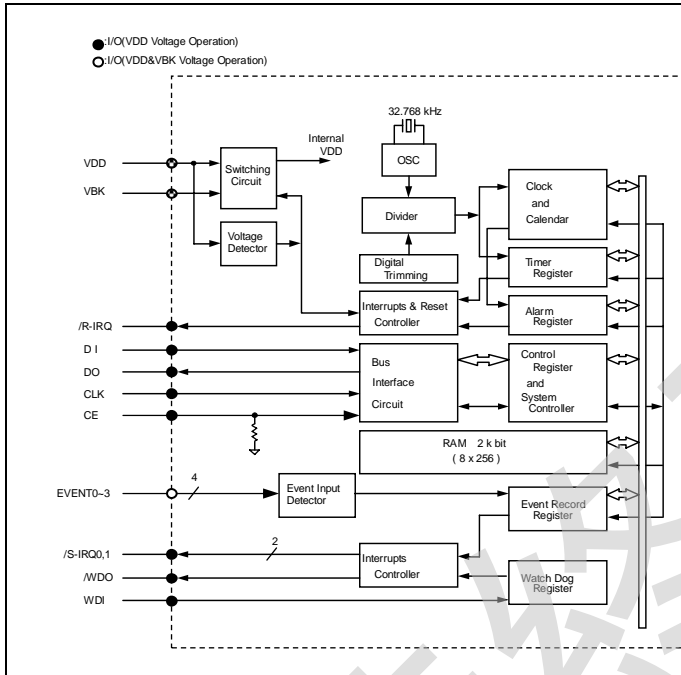 ●:I/O(VDD Voltage Operation)
○:I/O(VDD&VBK Voltage Operation)
32.768 kHz
Internal
VDD
OSC
VDD
VBK
Switching
Circuit
Clock
and
Calendar
Divider
Voltage
Detector
Digital
Trimming
Timer
Register
Interrupts & Reset
Controller
Alarm
Register
/R-IRQ
D I
DO
CLK
CE
Bus
Interface
Circuit
Control
Register
and
System
Controller
RAM 2 k bit
( 8 x 256 )
EVENT0~3
4
Event Input
Detector
Event Record
Register
/S-IRQ0,1
2
/WDO
WDI
Interrupts
Controller
Watch Dog
Register